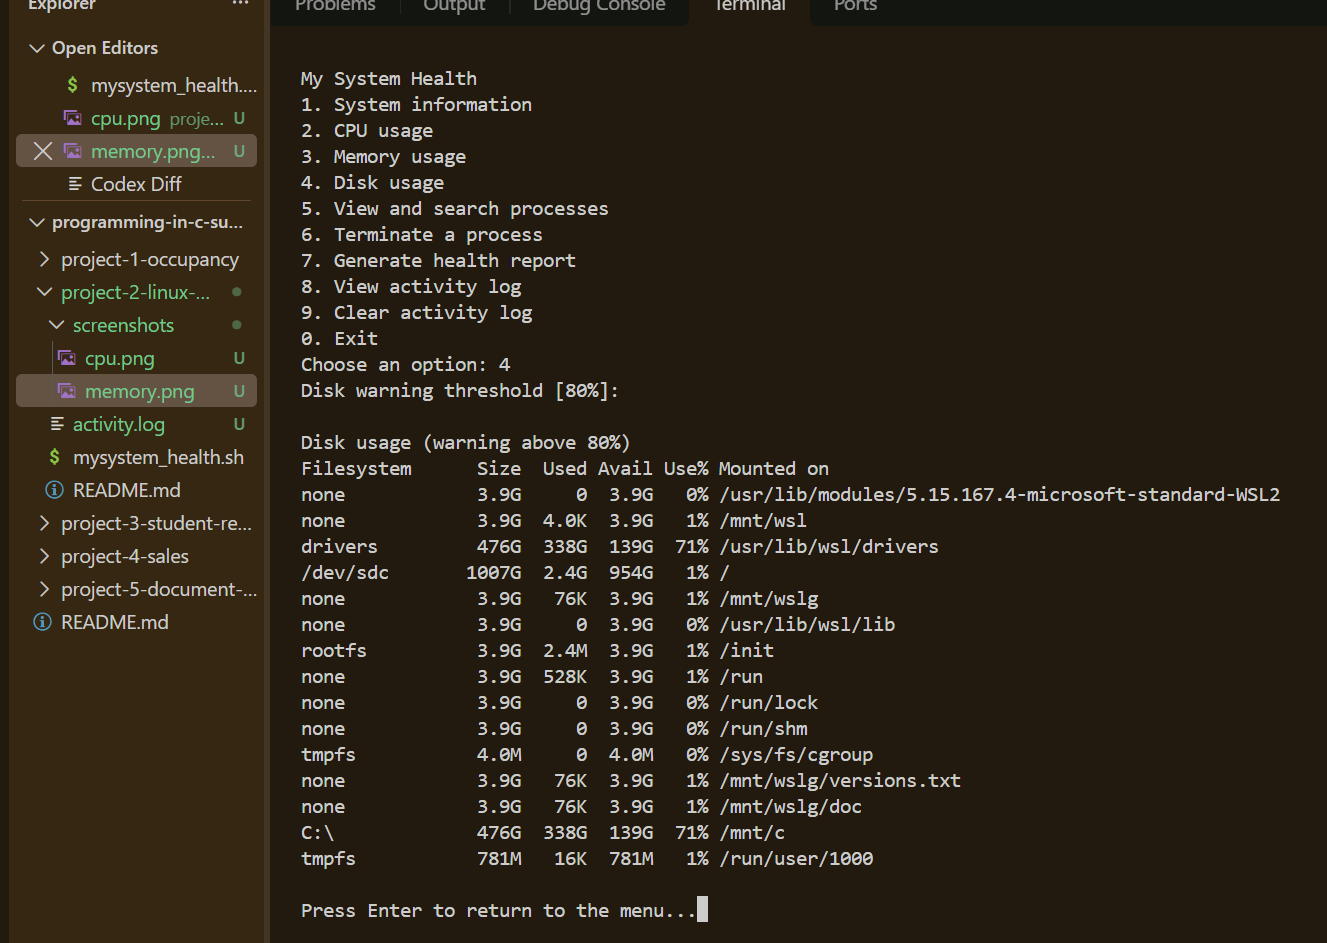 Explorer ...
Open Editors
$ mysystem_health....
cpu.png proje... U
memory.png... U
Codex Diff
programming-in-c-su...
project-1-occupancy
project-2-linux-...
screenshots
cpu.png U
memory.png U
activity.log U
$ mysystem_health.sh
README.md
project-3-student-re...
project-4-sales
project-5-document-...
README.md
Problems Output Debug Console Terminal Ports
My System Health
1. System information
2. CPU usage
3. Memory usage
4. Disk usage
5. View and search processes
6. Terminate a process
7. Generate health report
8. View activity log
9. Clear activity log
0. Exit
Choose an option: 4
Disk warning threshold [80%]:
Disk usage (warning above 80%)
Filesystem Size Used Avail Use% Mounted on
none 3.9G 0 3.9G 0% /usr/lib/modules/5.15.167.4-microsoft-standard-WSL2
none 3.9G 4.0K 3.9G 1% /mnt/wsl
drivers 476G 338G 139G 71% /usr/lib/wsl/drivers
/dev/sdc 1007G 2.4G 954G 1% /
none 3.9G 76K 3.9G 1% /mnt/wslg
none 3.9G 0 3.9G 0% /usr/lib/wsl/lib
rootfs 3.9G 2.4M 3.9G 1% /init
none 3.9G 528K 3.9G 1% /run
none 3.9G 0 3.9G 0% /run/lock
none 3.9G 0 3.9G 0% /run/shm
tmpfs 4.0M 0 4.0M 0% /sys/fs/cgroup
none 3.9G 76K 3.9G 1% /mnt/wslg/versions.txt
none 3.9G 76K 3.9G 1% /mnt/wslg/doc
C:\ 476G 338G 139G 71% /mnt/c
tmpfs 781M 16K 781M 1% /run/user/1000
Press Enter to return to the menu...